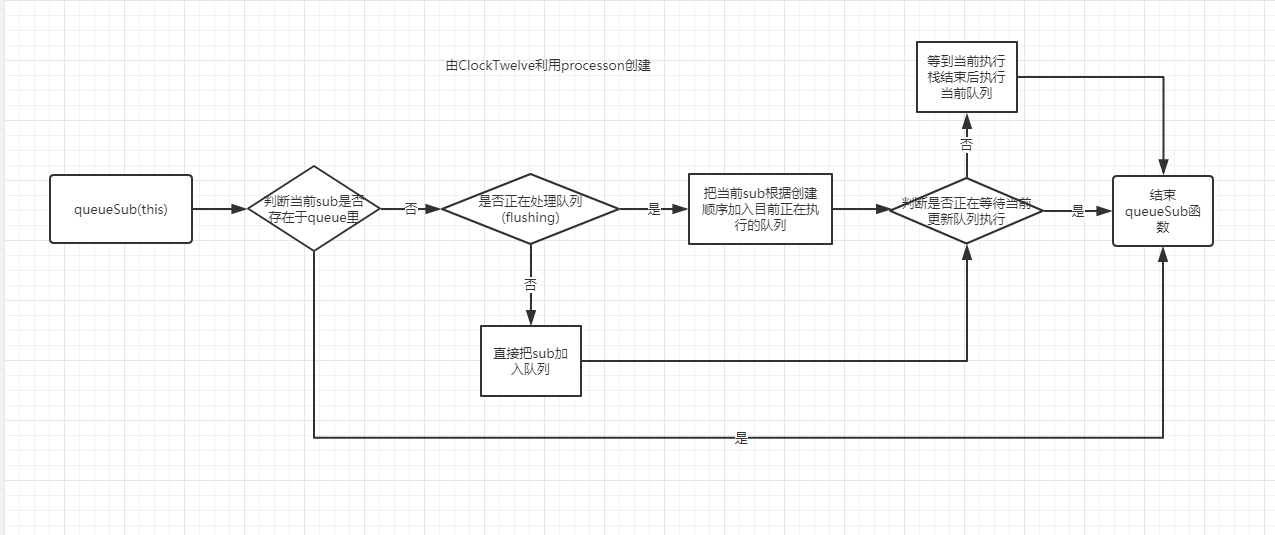 由ClockTwelve利用processon创建
queueSub(this)
判断当前sub是否
存在于queue里
否
是否正在处理队列
(flushing)
是
把当前sub根据创建
顺序加入目前正在执
行的队列
判断是否正在等待当前
更新队列执行
否
等到当前执行
栈结束后执行
当前队列
是
结束
queueSub函
数
否
直接把sub加
入队列
是